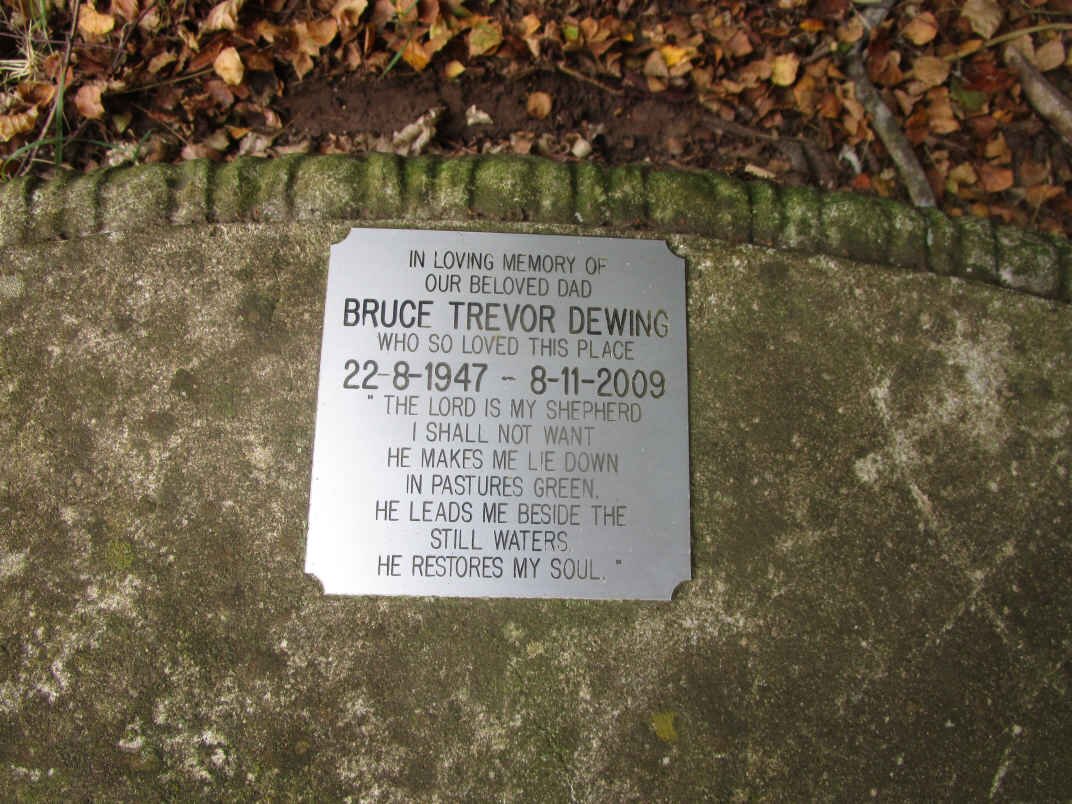 IN LOVING MEMORY OF
OUR BELOVED DAD
BRUCE TREVOR DEWING
WHO SO LOVED THIS PLACE
22-8-1947 - 8-11-2009
" THE LORD IS MY SHEPHERD
I SHALL NOT WANT
HE MAKES ME LIE DOWN
IN PASTURES GREEN.
HE LEADS ME BESIDE THE
STILL WATERS.
HE RESTORES MY SOUL. "